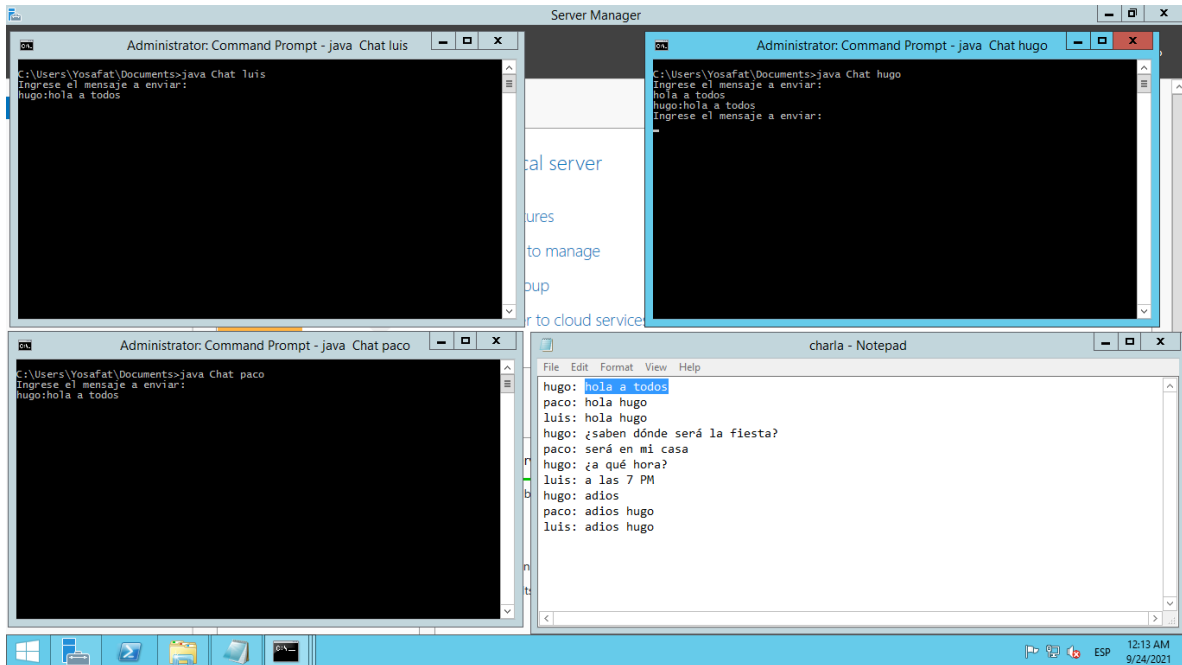 Server Manager
Administrator: Command Prompt - java Chat luis
C:\Users\Yosafat\Documents>java Chat luis
Ingrese el mensaje a enviar:
hugo:hola a todos
Administrator: Command Prompt - java Chat hugo
C:\Users\Yosafat\Documents>java Chat hugo
Ingrese el mensaje a enviar:
hola a todos
hugo:hola a todos
Ingrese el mensaje a enviar:
cal server
ures
to manage
oup
r to cloud services
Administrator: Command Prompt - java Chat paco
C:\Users\Yosafat\Documents>java Chat paco
Ingrese el mensaje a enviar:
hugo:hola a todos
charla - Notepad
File Edit Format View Help
hugo: hola a todos
paco: hola hugo
luis: hola hugo
hugo: ¿saben dónde será la fiesta?
paco: será en mi casa
hugo: ¿a qué hora?
luis: a las 7 PM
hugo: adios
paco: adios hugo
luis: adios hugo
ESP
12:13 AM
9/24/2021